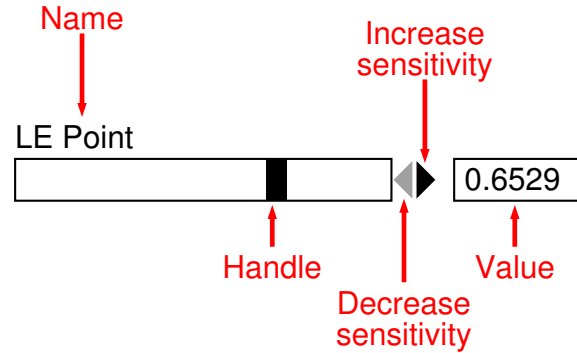 Name
Increase
sensitivity
LE Point
0.6529
Handle
Value
Decrease
sensitivity